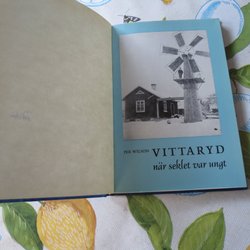 PER WILSON VITTARYD
när seklet var ungt